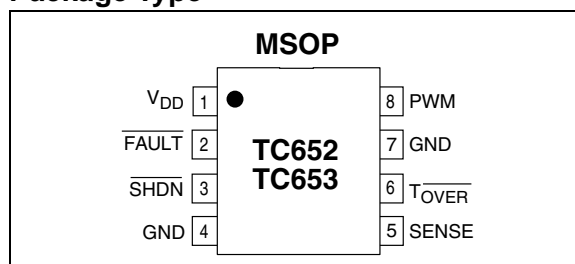 Package Type
MSOP
VDD 1
8 PWM
FAULT 2
7 GND
TC652
TC653
SHDN 3
6 TOVER
GND 4
5 SENSE